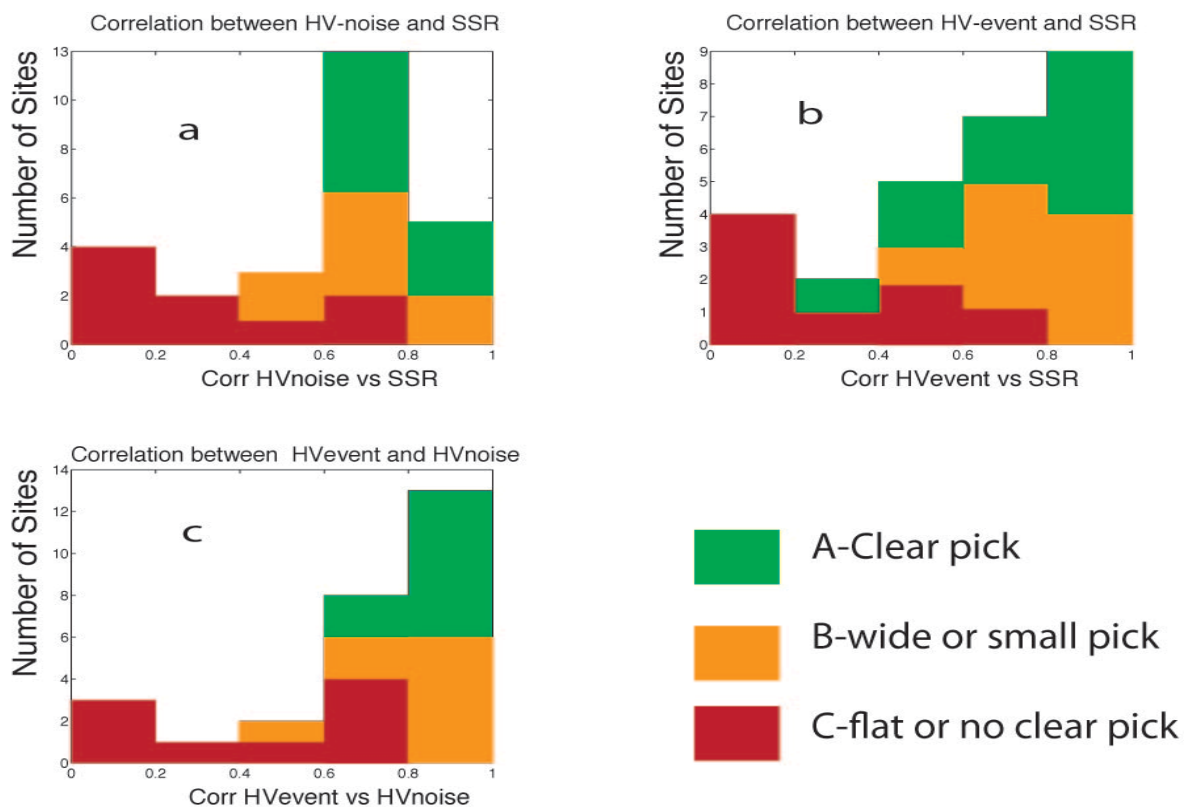 Correlation between HV-noise and SSR
Number of Sites
13
10
8
6
4
2
0
a
0 0.2 0.4 0.6 0.8 1
Corr HVnoise vs SSR
Correlation between HV-event and SSR
Number of Sites
9
8
7
6
5
4
3
2
1
0
b
0 0.2 0.4 0.6 0.8 1
Corr HVevent vs SSR
Correlation between HVevent and HVnoise
Number of Sites
14
12
10
8
6
4
2
0
c
0 0.2 0.4 0.6 0.8 1
Corr HVevent vs HVnoise
A-Clear pick
B-wide or small pick
C-flat or no clear pick